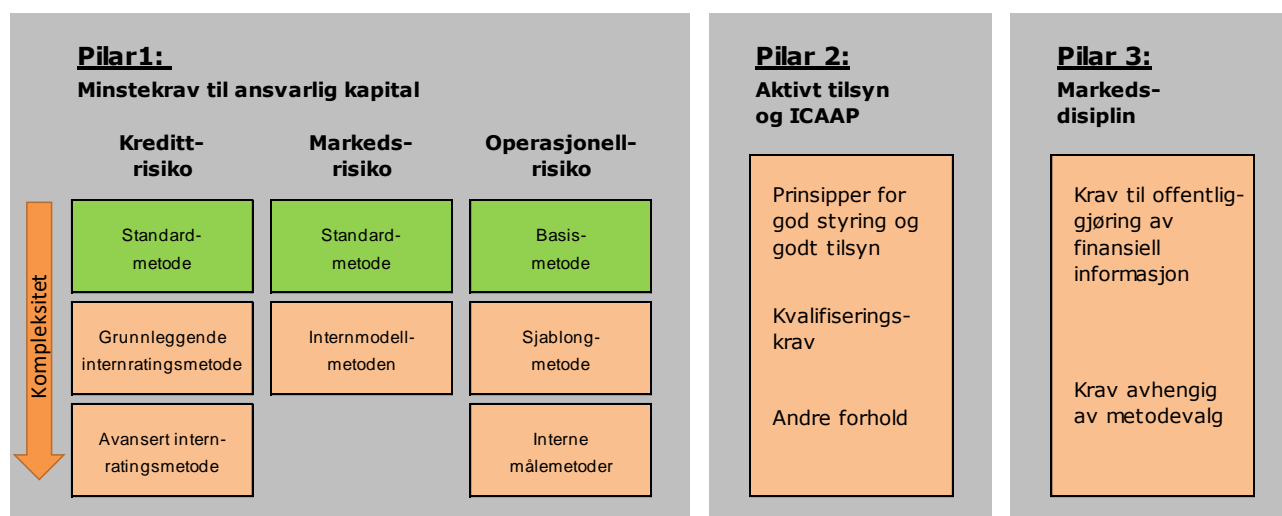 Pilar1:
Minstekrav til ansvarlig kapital
Kreditt-
risiko
Markeds-
risiko
Operasjonell-
risiko
Kompleksitet
Standard-
metode
Standard-
metode
Basis-
metode
Grunnleggende
internratingsmetode
Internmodell-
metoden
Sjablong-
metode
Avansert intern-
ratingsmetode
Interne
målemetoder
Pilar 2:
Aktivt tilsyn
og ICAAP
Prinsipper for
god styring og
godt tilsyn
Kvalifiserings-
krav
Andre forhold
Pilar 3:
Markeds-
disiplin
Krav til offentlig-
ggjøring av
finansiell
informasjon
Krav avhengig
av metodevalg